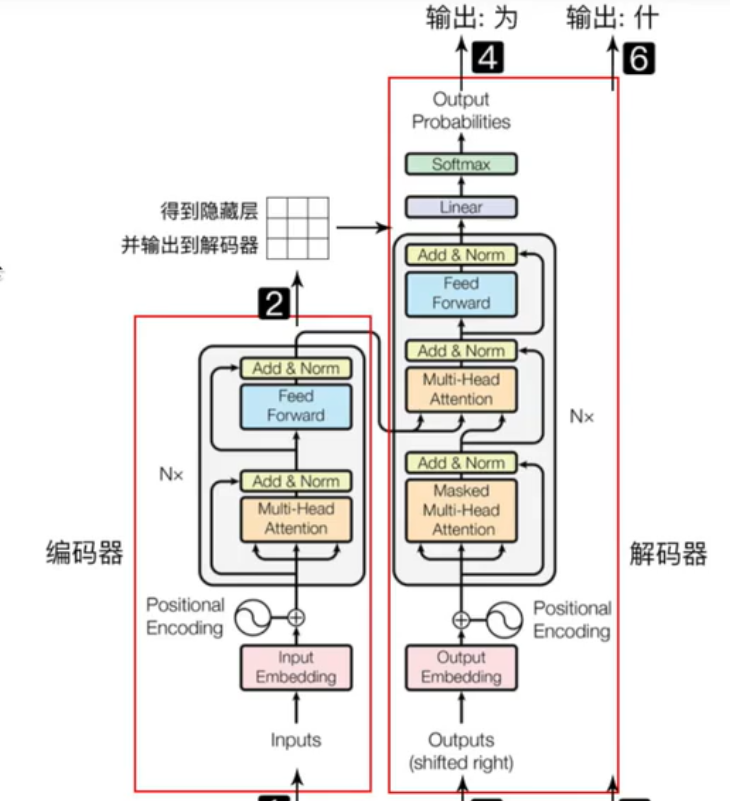 输出: 为
输出: 什
4
6
Output
Probabilities
Softmax
Linear
得到隐藏层
并输出到解码器
Add & Norm
Feed
Forward
2
Add & Norm
Multi-Head
Attention
Nx
Add & Norm
Masked
Multi-Head
Attention
解码器
Add & Norm
Feed
Forward
Nx
Add & Norm
Multi-Head
Attention
编码器
Positional
Encoding
Positional
Encoding
Input
Embedding
Output
Embedding
Inputs
Outputs
(shifted right)